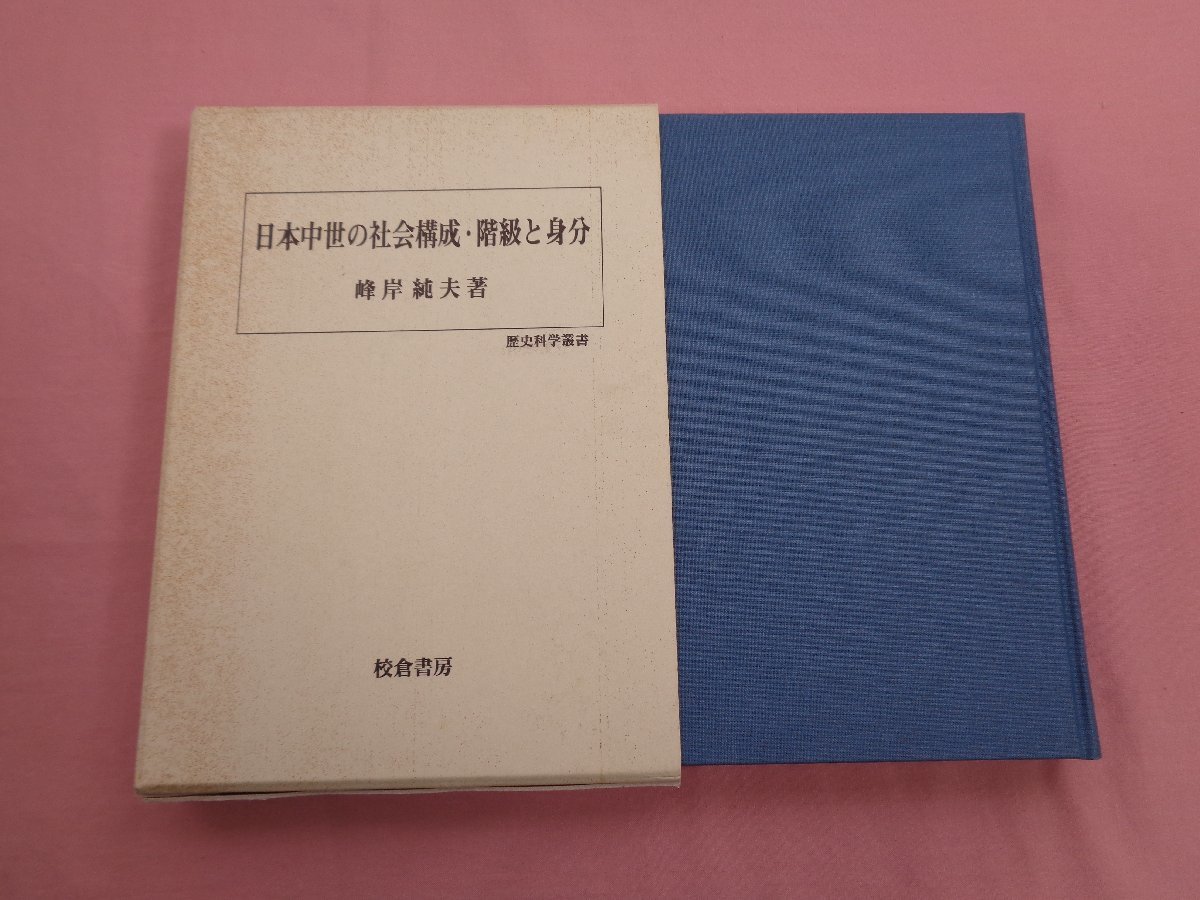 日本中世の社会構成・階級と身分
峰岸純夫著
歴史科学叢書
校倉書房